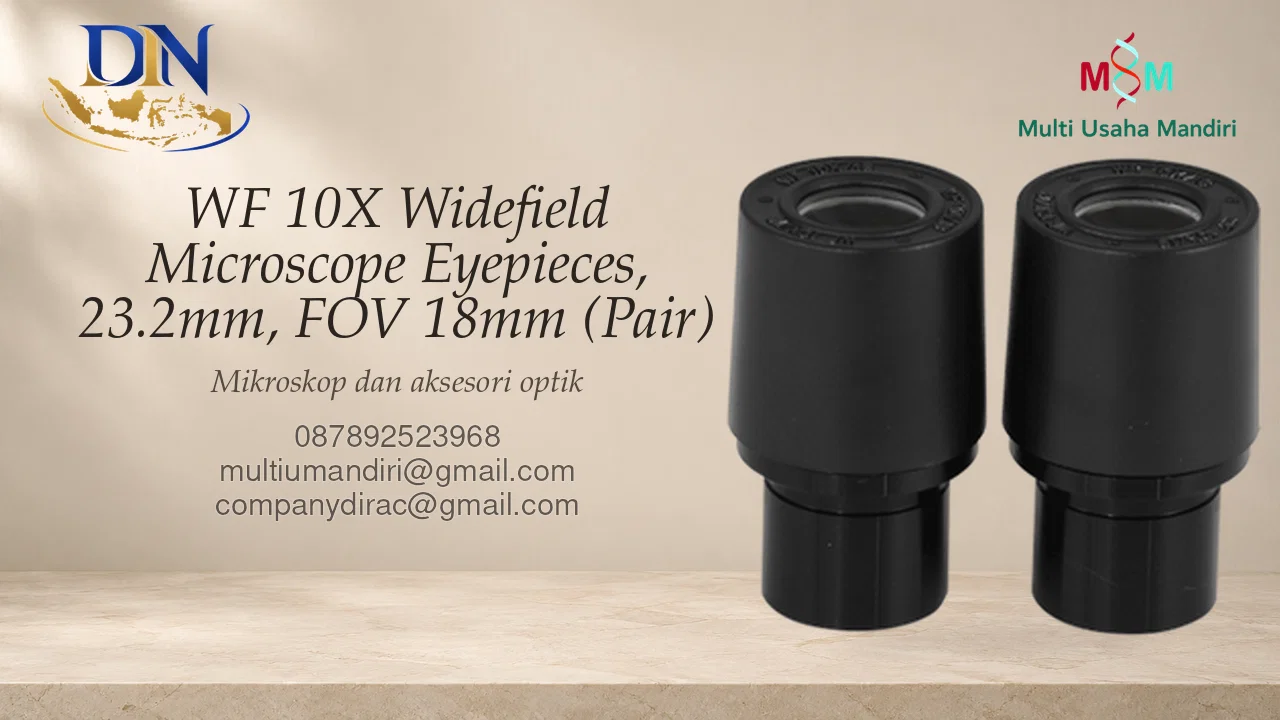 DN
M M
Multi Usaha Mandiri
WF 10X Widefield
Microscope Eyepieces,
23.2mm, FOV 18mm (Pair)
Mikroskop dan aksesori optik
087892523968
multiumandiri@gmail.com
companydirac@gmail.com